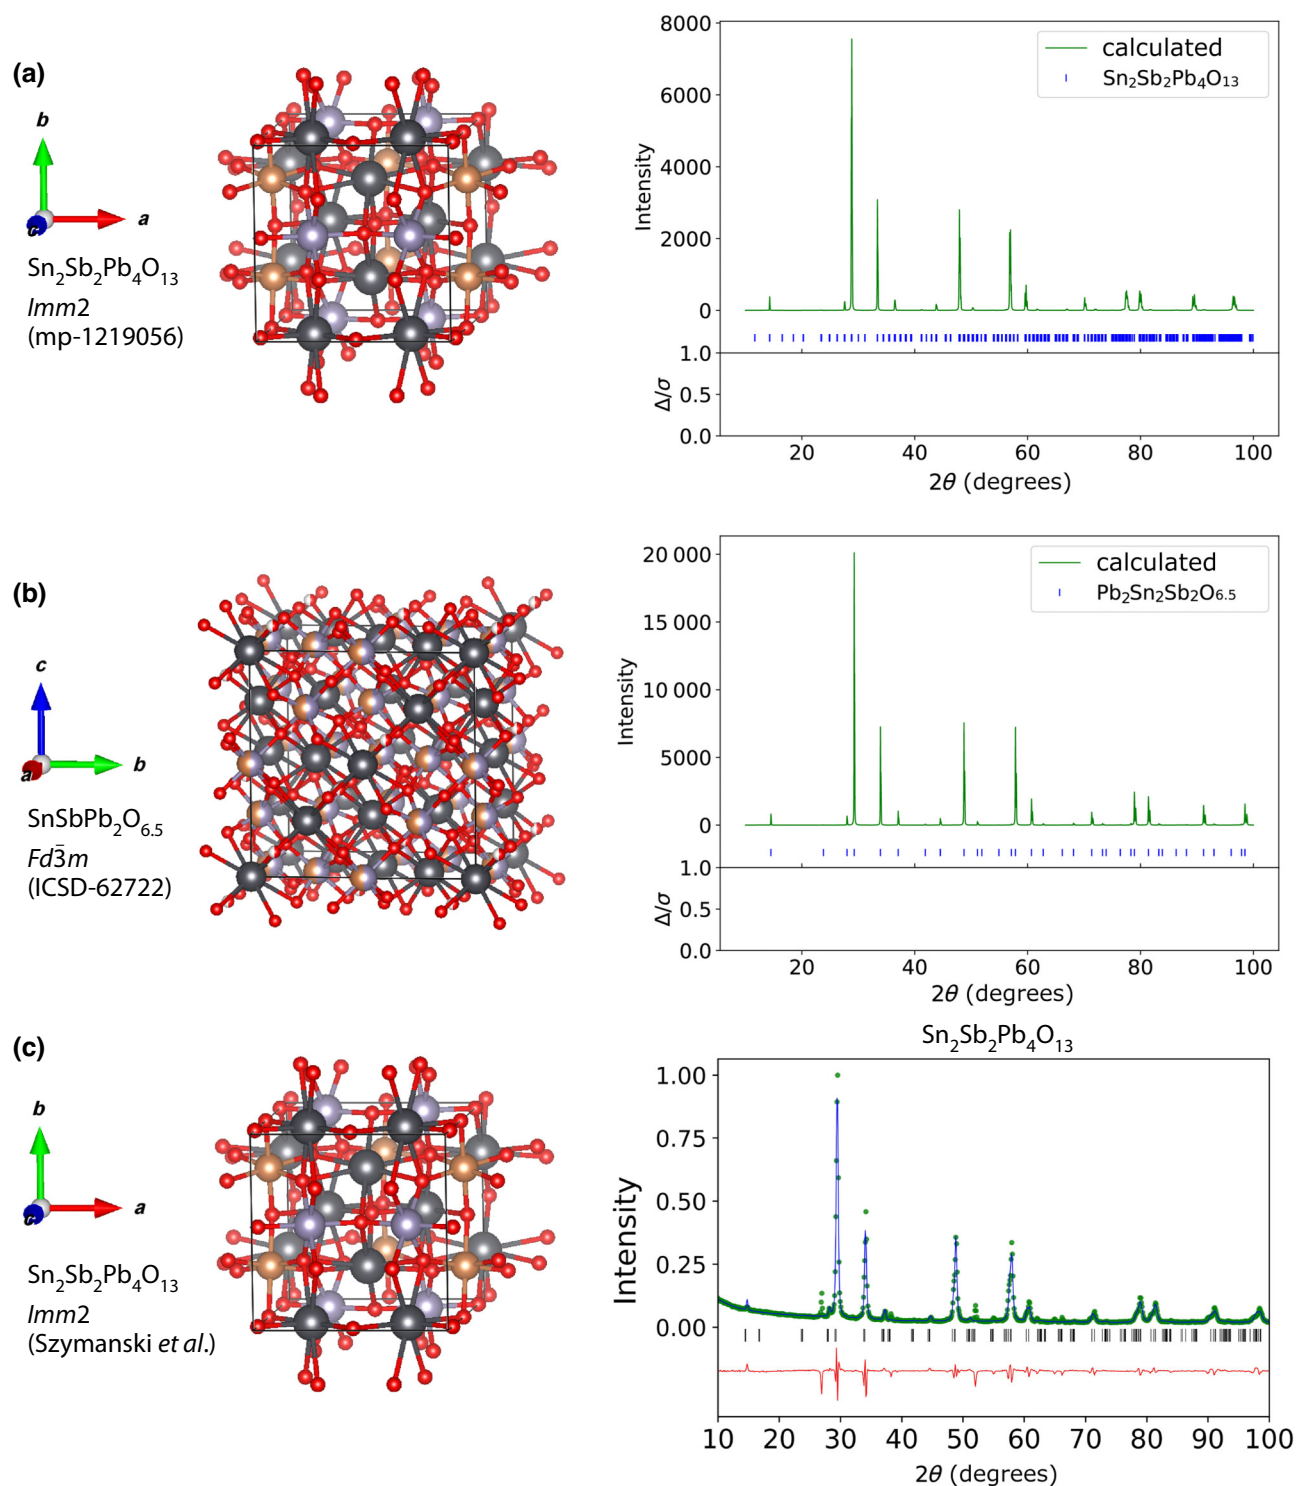 (a)
b
a
c
Sn₂Sb₂Pb₄O₁₃
Imm2
(mp-1219056)
8000
6000
4000
2000
0
Intensity
calculated
Sn₂Sb₂Pb₄O₁₃
1.0
0.5
0.0
Δ/σ
20 40 60 80 100
2θ (degrees)
(b)
c
b
a
SnSbPb₂O₆.₅
Fd3̄m
(ICSD-62722)
20 000
15 000
10 000
5000
0
Intensity
calculated
Pb₂Sn₂Sb₂O₆.₅
1.0
0.5
0.0
Δ/σ
20 40 60 80 100
2θ (degrees)
(c)
b
a
c
Sn₂Sb₂Pb₄O₁₃
Imm2
(Szymanski et al.)
Sn₂Sb₂Pb₄O₁₃
1.00
0.75
0.50
0.25
0.00
Intensity
10 20 30 40 50 60 70 80 90 100
2θ (degrees)